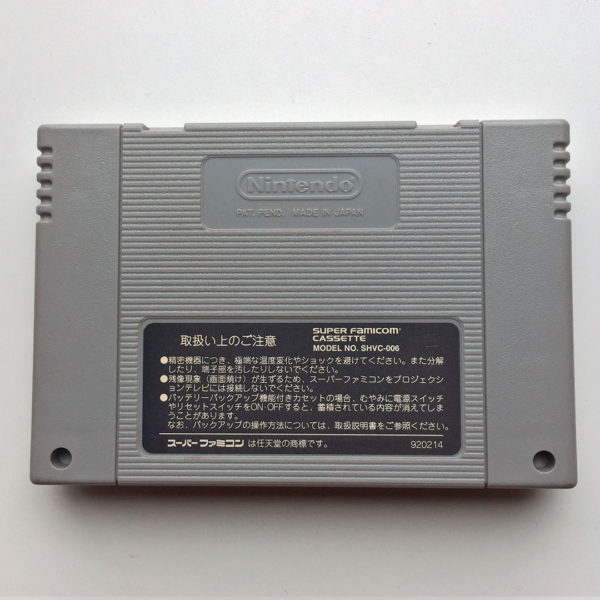 Nintendo
PAT. PEND. MADE IN JAPAN
取扱い上のご注意
SUPER FAMICOM
CASSETTE
MODEL NO. SHVC-006
●精密機器につき、極端な温度変化やショックを避けてください。また分解
したり、端子部を汚したりしないでください。
●残像現象（画面焼け）が生ずるため、スーパーファミコンをプロジェクシ
ョンテレビには接続しないでください。
●バッテリーバックアップ機能付きカセットの場合、むやみに電源スイッチ
やリセットスイッチをON・OFFすると、蓄積されている内容が消えてしま
うことがあります。
なお、バックアップの操作方法については、取扱説明書をご参照ください。
スーパーファミコン は任天堂の商標です。
920214